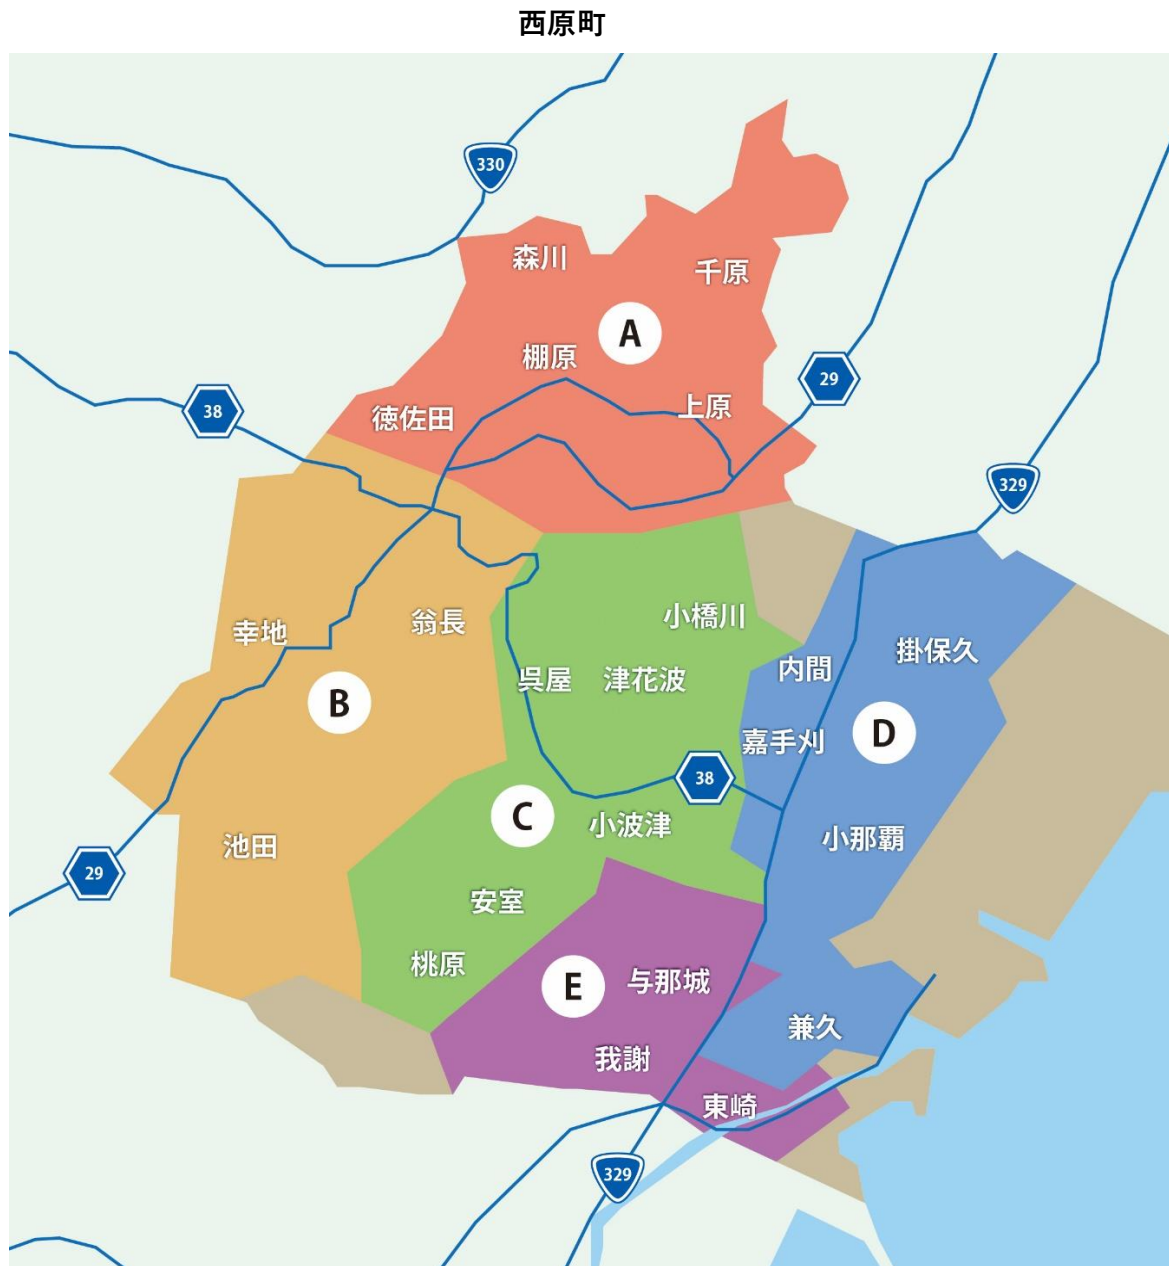 西原町
330
森川
千原
A
棚原
29
38
上原
徳佐田
329
小橋川
翁長
幸地
掛保久
内間
呉屋
津花波
B
D
嘉手刈
38
C
小波津
小那覇
池田
29
安室
桃原
E
与那城
兼久
我謝
東崎
329